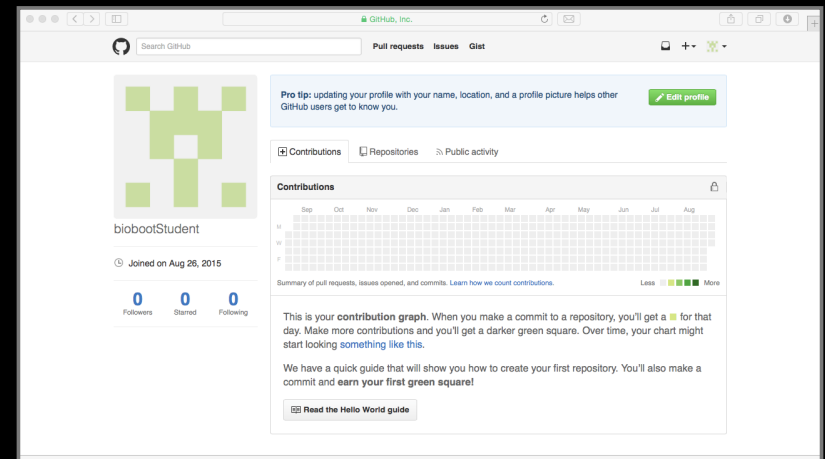 GitHub, Inc.
Search GitHub
Pull requests Issues Gist
Pro tip: updating your profile with your name, location, and a profile picture helps other
GitHub users get to know you.
Edit profile
Contributions Repositories Public activity
Contributions
Sep Oct Nov Dec Jan Feb Mar Apr May Jun Jul Aug
M
W
F
Summary of pull requests, issues opened, and commits. Learn how we count contributions.
Less More
biobootStudent
Joined on Aug 26, 2015
0 0 0
Followers Starred Following
This is your contribution graph. When you make a commit to a repository, you'll get a for that
day. Make more contributions and you'll get a darker green square. Over time, your chart might
start looking something like this.
We have a quick guide that will show you how to create your first repository. You'll also make a
commit and earn your first green square!
Read the Hello World guide